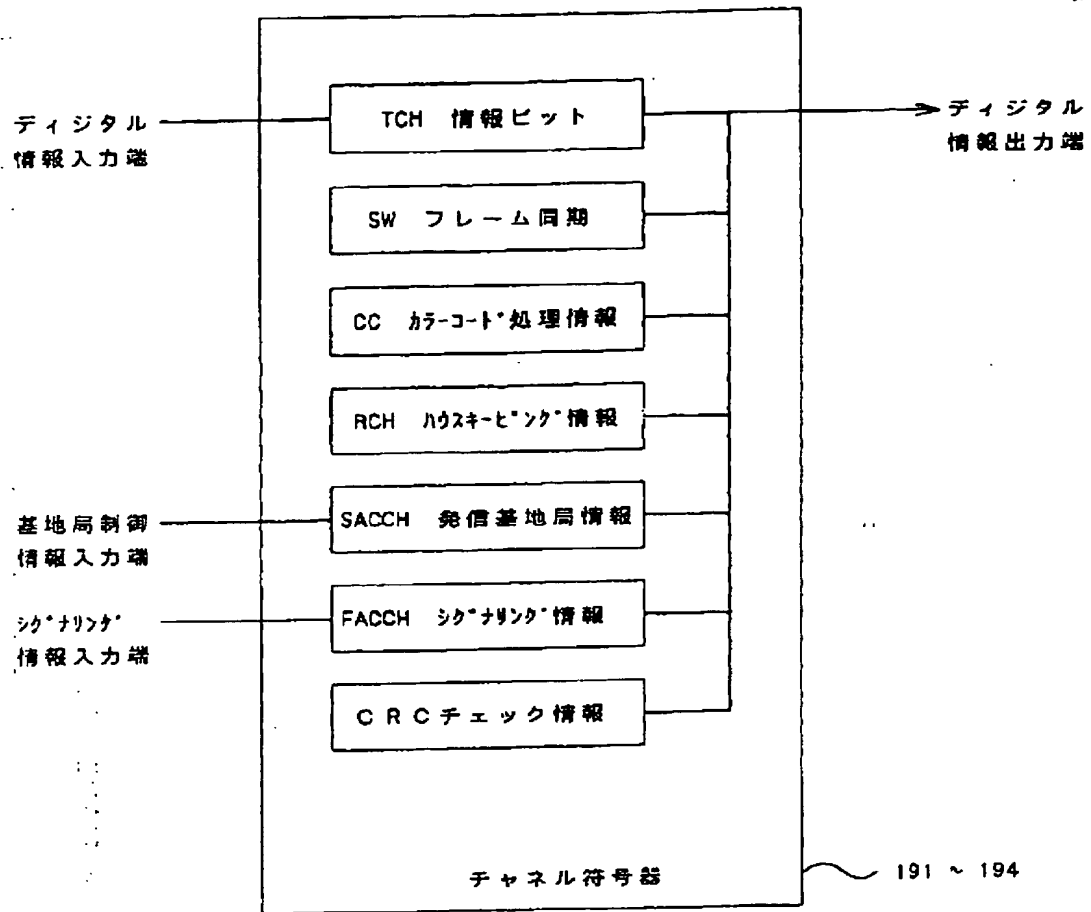 TCH 情報ビット
ディジタル
情報入力端
ディジタル
情報出力端
SW フレーム同期
CC カラーコード処理情報
RCH ハウスキーピング情報
SACCH 発信基地局情報
基地局制御
情報入力端
FACCH シグナリング情報
シグナリング
情報入力端
CRCチェック情報
チャネル符号器
191 ~ 194